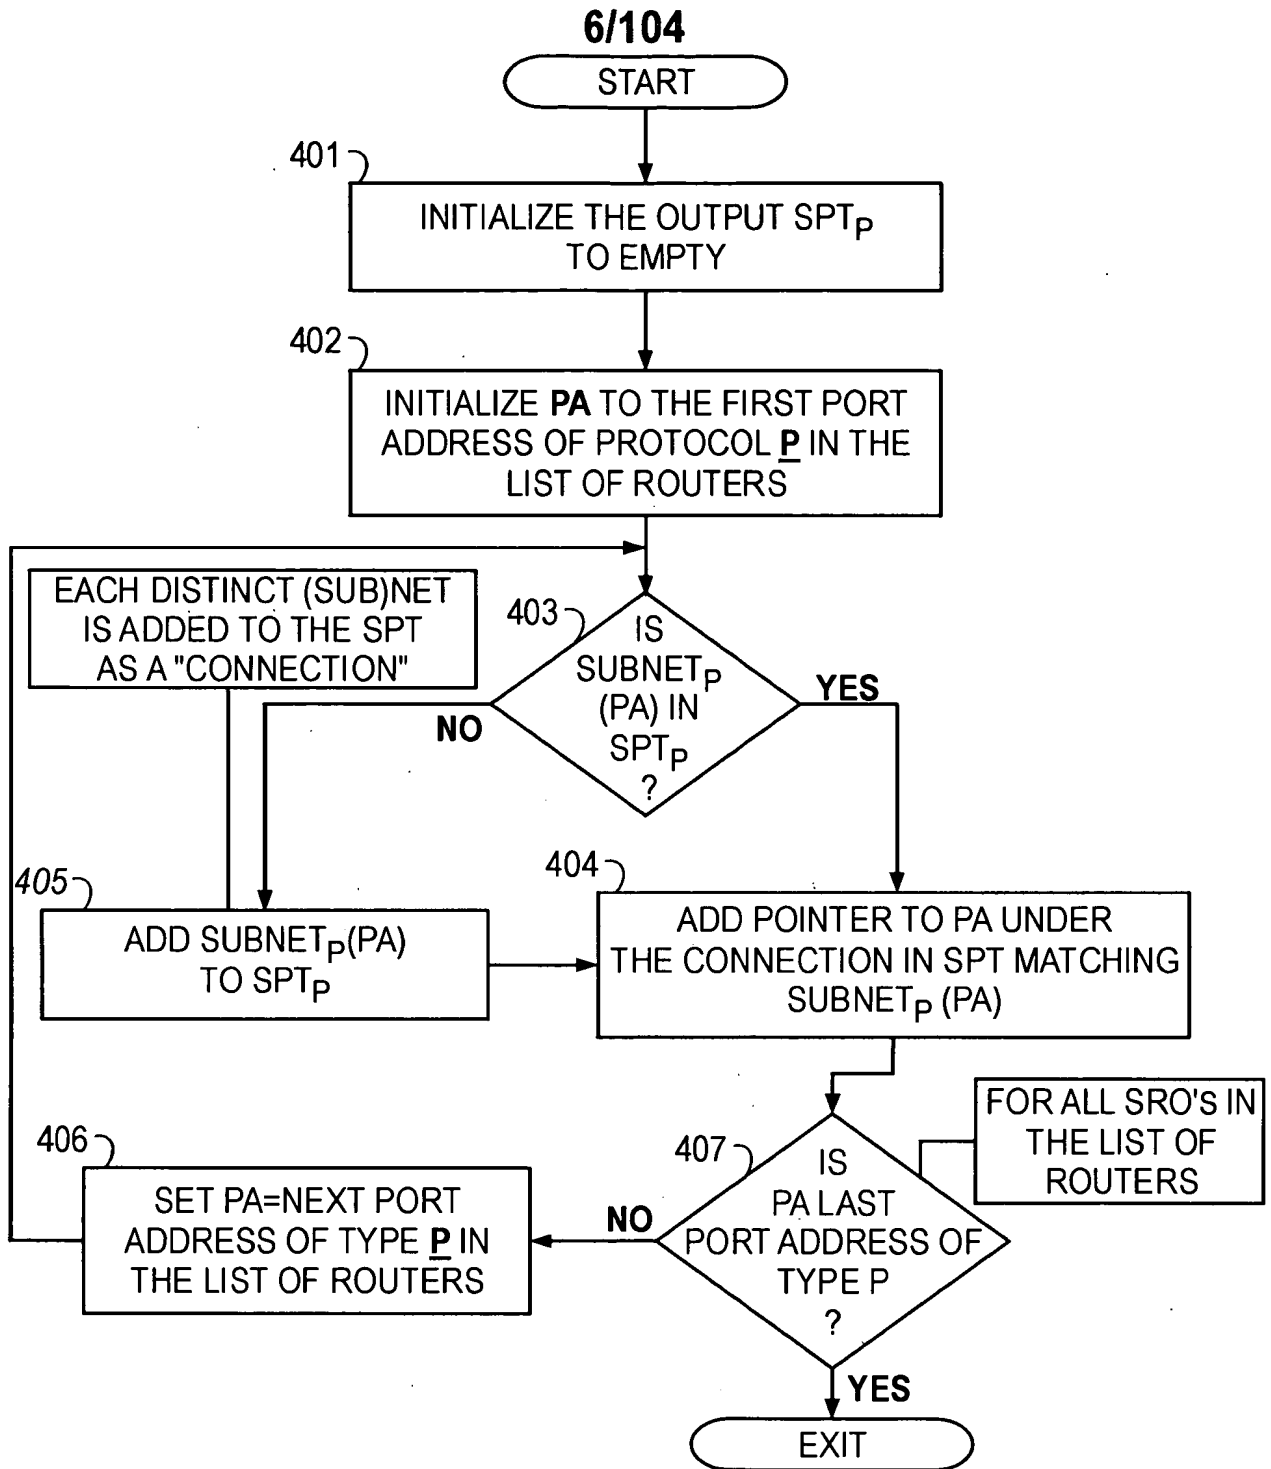 6/104
START
401
INITIALIZE THE OUTPUT SPTP
TO EMPTY
402
INITIALIZE PA TO THE FIRST PORT
ADDRESS OF PROTOCOL P IN THE
LIST OF ROUTERS
EACH DISTINCT (SUB)NET
IS ADDED TO THE SPT
AS A "CONNECTION"
403
IS
SUBNETP
(PA) IN
SPTP
?
NO
YES
405
ADD SUBNETP(PA)
TO SPTP
404
ADD POINTER TO PA UNDER
THE CONNECTION IN SPT MATCHING
SUBNETP (PA)
FOR ALL SRO'S IN
THE LIST OF
ROUTERS
406
SET PA=NEXT PORT
ADDRESS OF TYPE P IN
THE LIST OF ROUTERS
NO
407
IS
PA LAST
PORT ADDRESS OF
TYPE P
?
YES
EXIT